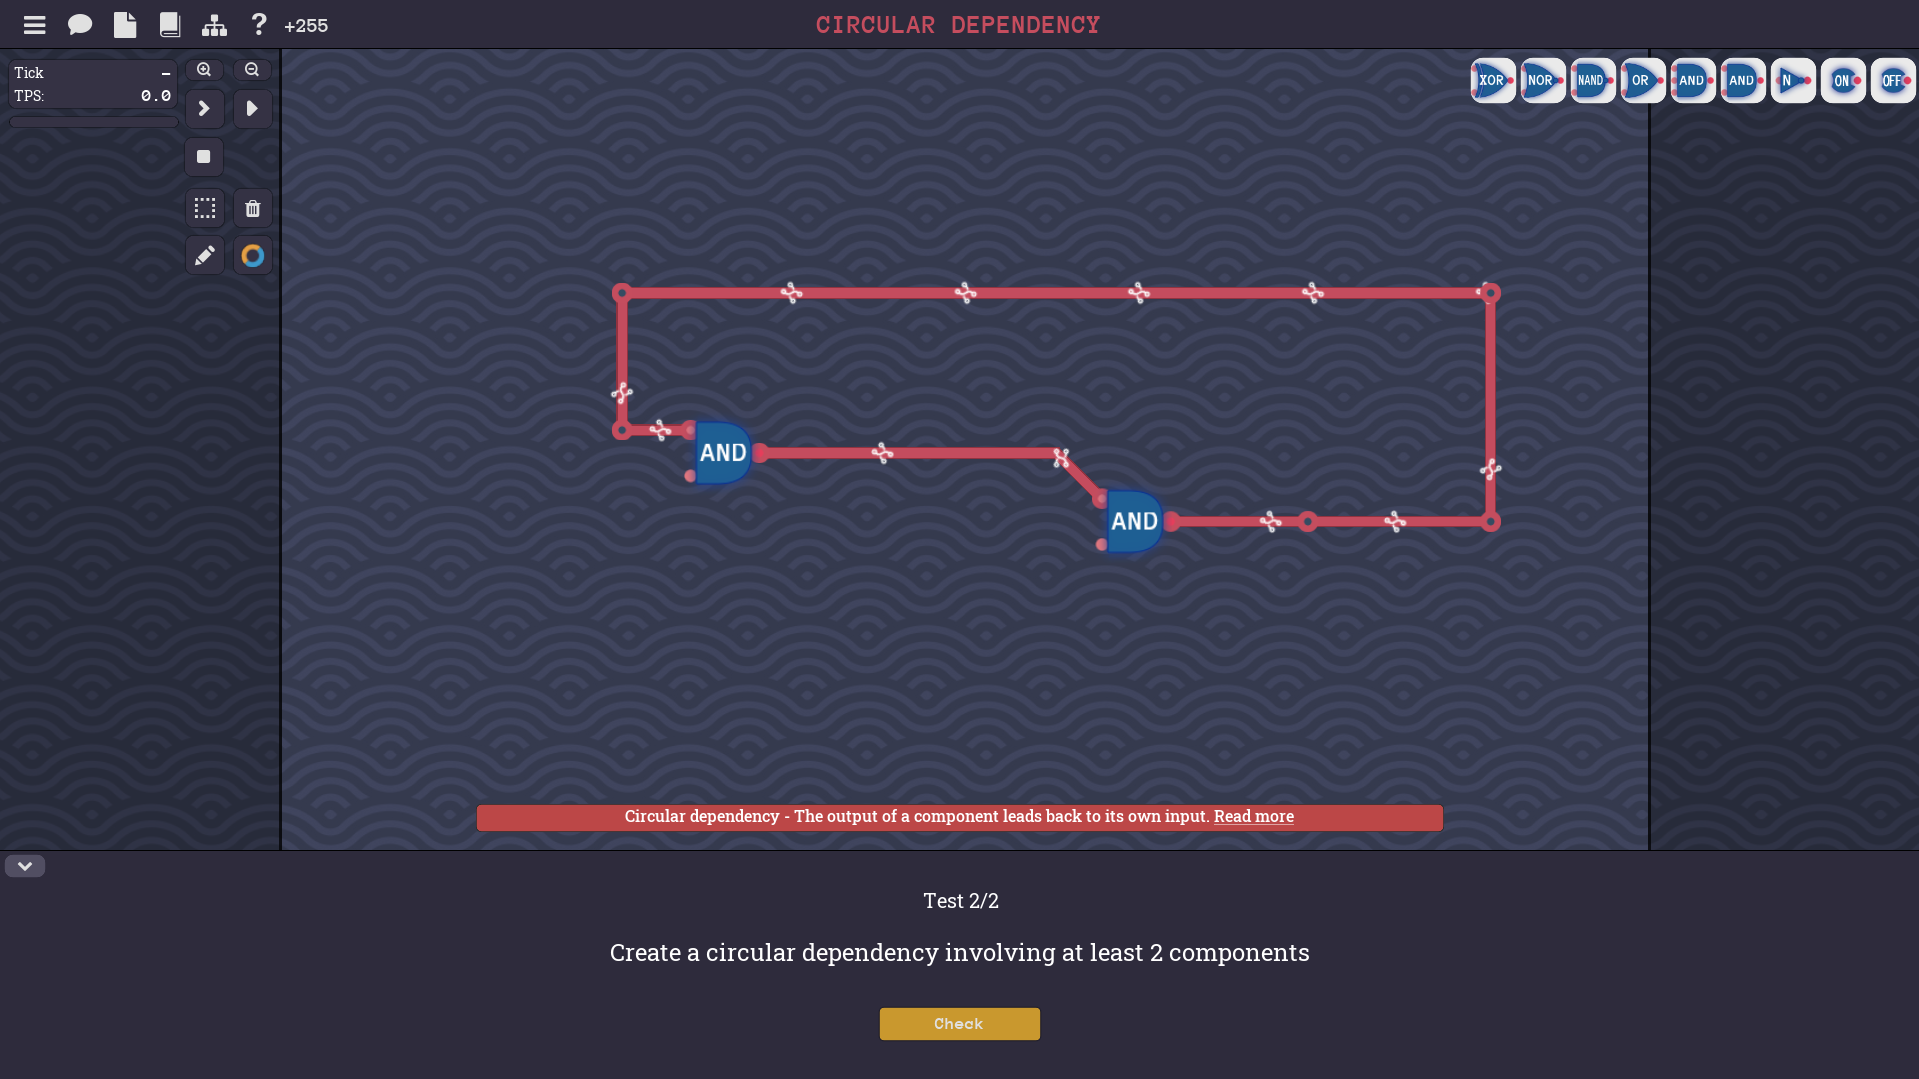 +255
CIRCULAR DEPENDENCY
Tick –
TPS: 0.0
XOR NOR NAND OR AND AND N ON OFF
AND
AND
Circular dependency - The output of a component leads back to its own input. Read more
Test 2/2
Create a circular dependency involving at least 2 components
Check